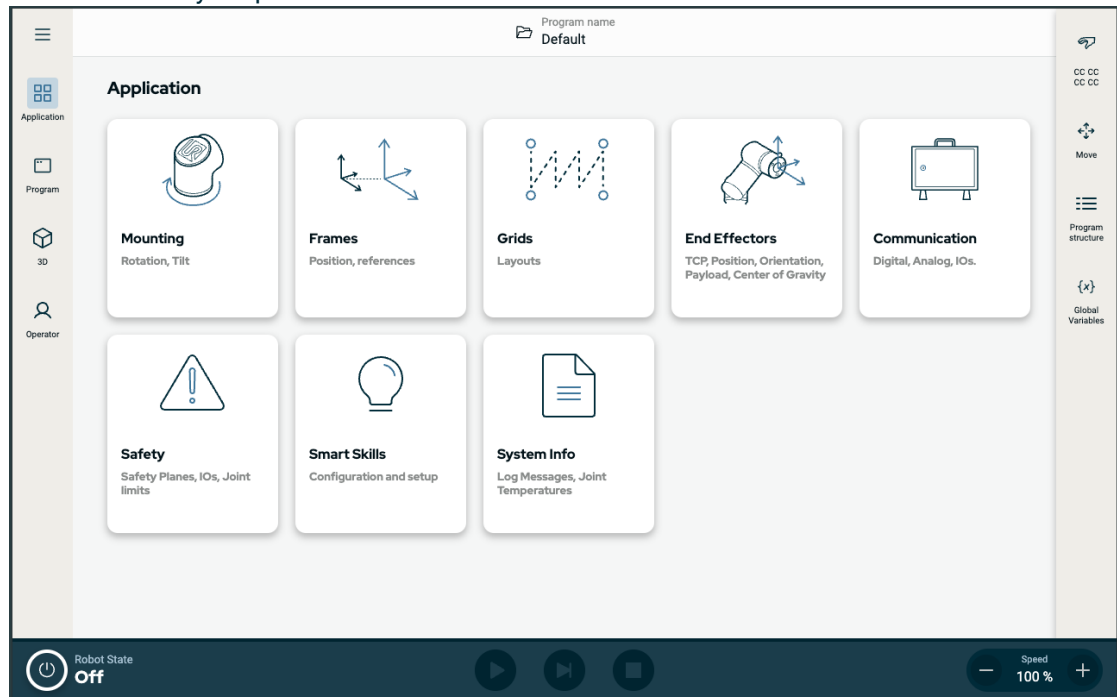 Program name
Default
Application
Program
3D
Operator
Application
Mounting
Rotation, Tilt
Frames
Position, references
Grids
Layouts
End Effectors
TCP, Position, Orientation,
Payload, Center of Gravity
Communication
Digital, Analog, IOs.
Safety
Safety Planes, IOs, Joint
limits
Smart Skills
Configuration and setup
System Info
Log Messages, Joint
Temperatures
CC CC
CC CC
Move
Program
structure
{x}
Global
Variables
Robot State
Off
Speed
100 %